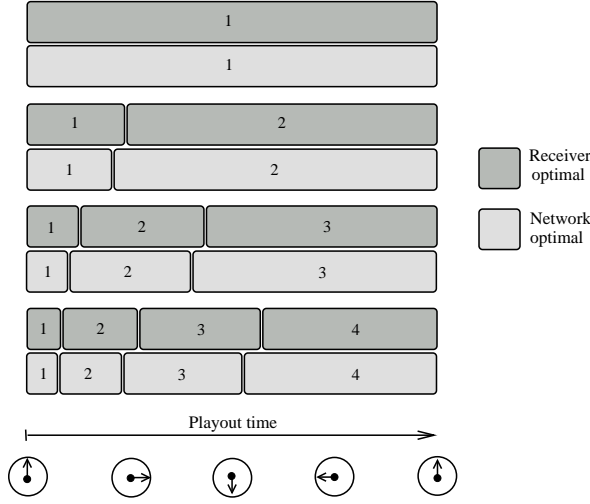 1
1
1 2
1 2
Receiver
optimal
Network
optimal
1 2 3
1 2 3
1 2 3 4
1 2 3 4
Playout time